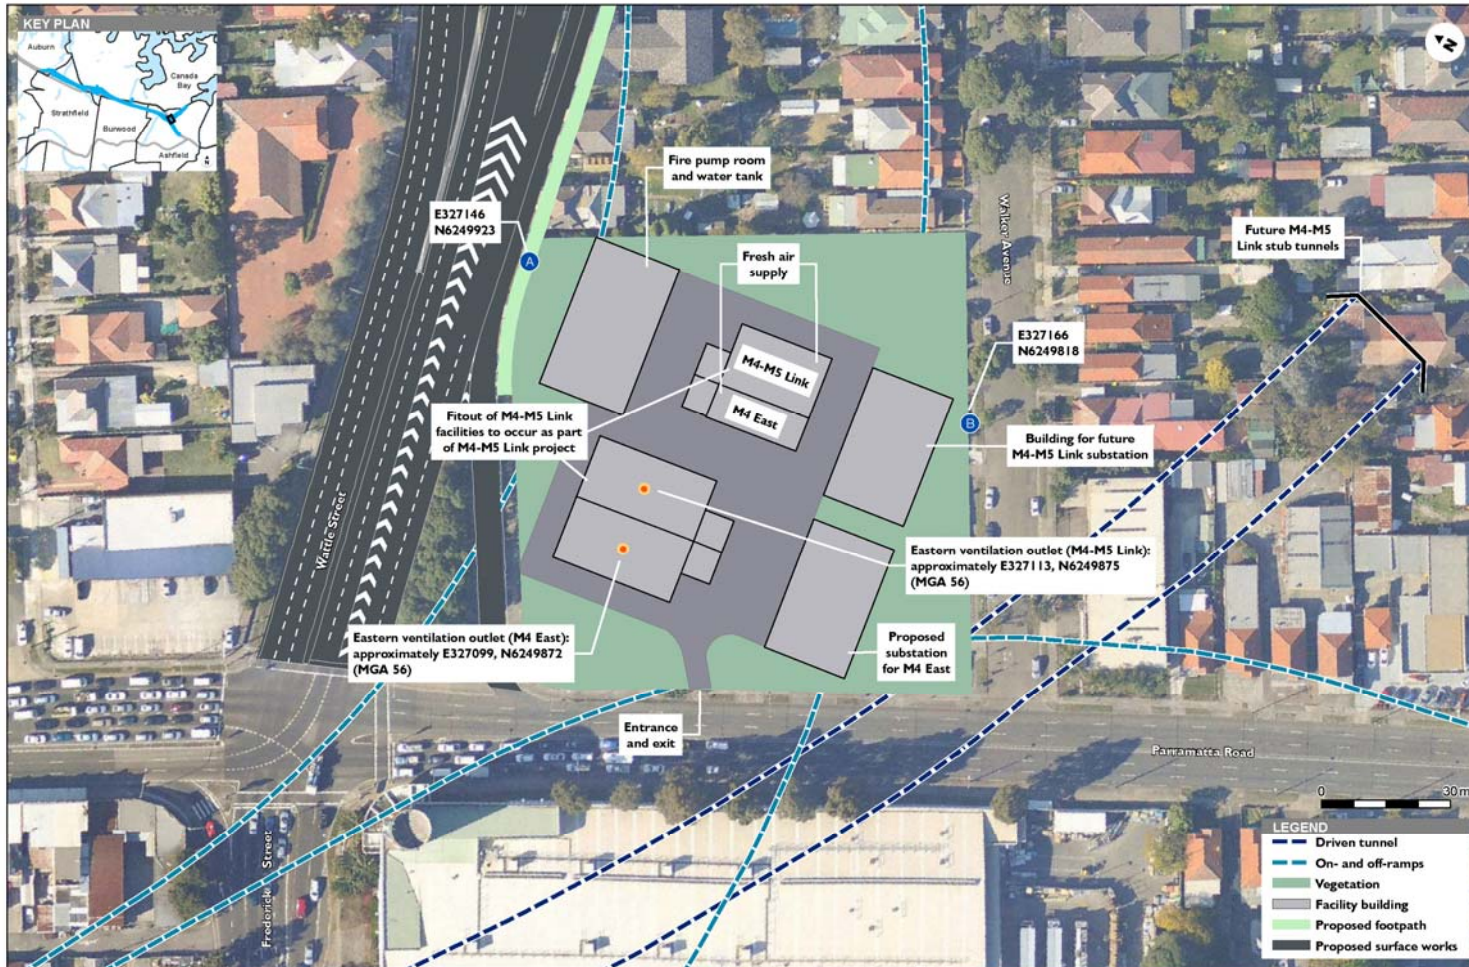 KEY PLAN
Auburn
Canada
Bay
Strathfield
Burwood
Ashfield
N
N
Fire pump room
and water tank
E327146
N6249923
A
Fresh air
supply
Walker Avenue
Future M4-M5
Link stub tunnels
E327166
N6249818
B
M4-M5 Link
M4 East
Fitout of M4-M5 Link
facilities to occur as part
of M4-M5 Link project
Building for future
M4-M5 Link substation
Wattle Street
Eastern ventilation outlet (M4-M5 Link):
approximately E327113, N6249875
(MGA 56)
Eastern ventilation outlet (M4 East):
approximately E327099, N6249872
(MGA 56)
Proposed
substation
for M4 East
Entrance
and exit
Parramatta Road
Frederick Street
0 30 m
LEGEND
Driven tunnel
On- and off-ramps
Vegetation
Facility building
Proposed footpath
Proposed surface works